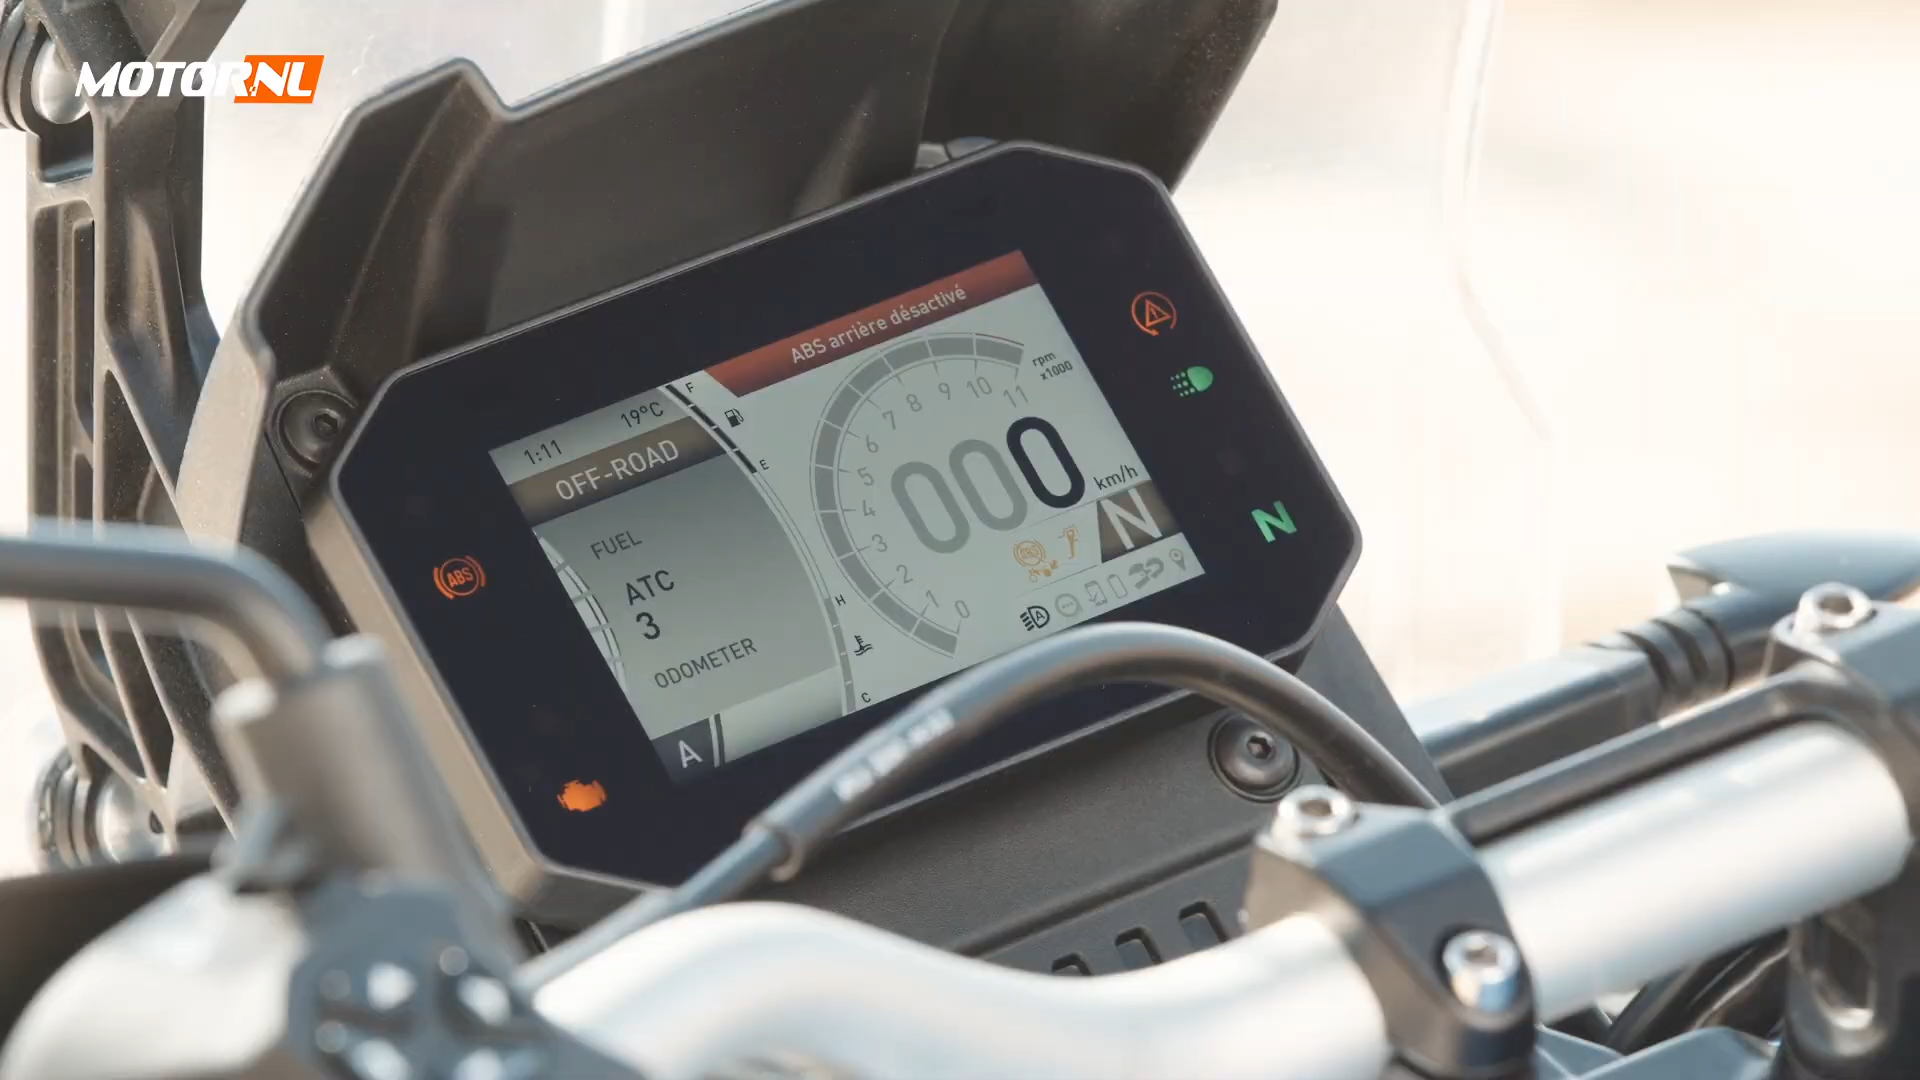 MOTOR.NL
ABS arrière désactivé
1:11 19°C
OFF-ROAD
FUEL
ATC
3
ODOMETER
A
F
E
H
C
rpm
x1000
11
10
9
8
7
6
5
4
3
2
1
0
000
km/h
N
ABS
A
ABS
N